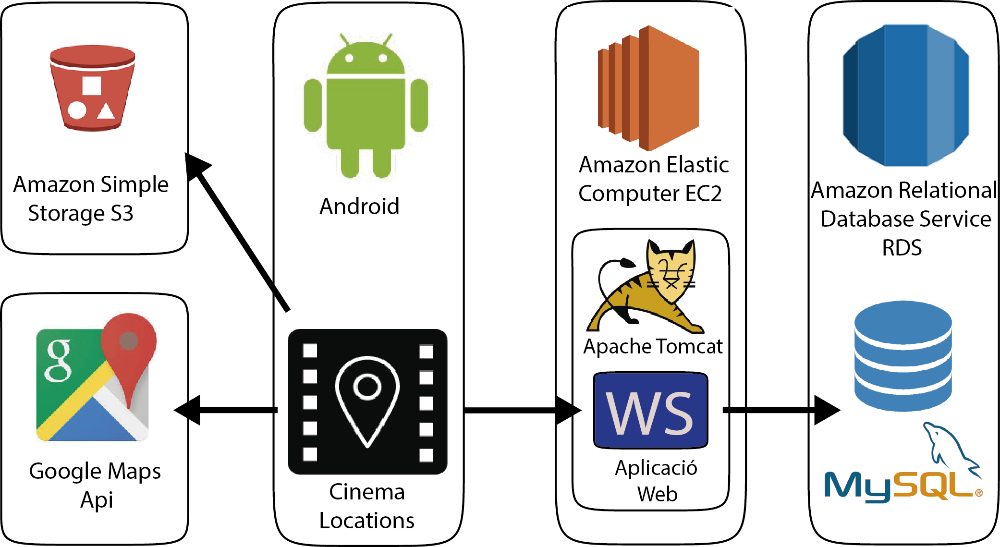 Amazon Simple
Storage S3
g
Google Maps
Api
Android
Cinema
Locations
Amazon Elastic
Computer EC2
Apache Tomcat
WS
Aplicació
Web
Amazon Relational
Database Service
RDS
MySQL®